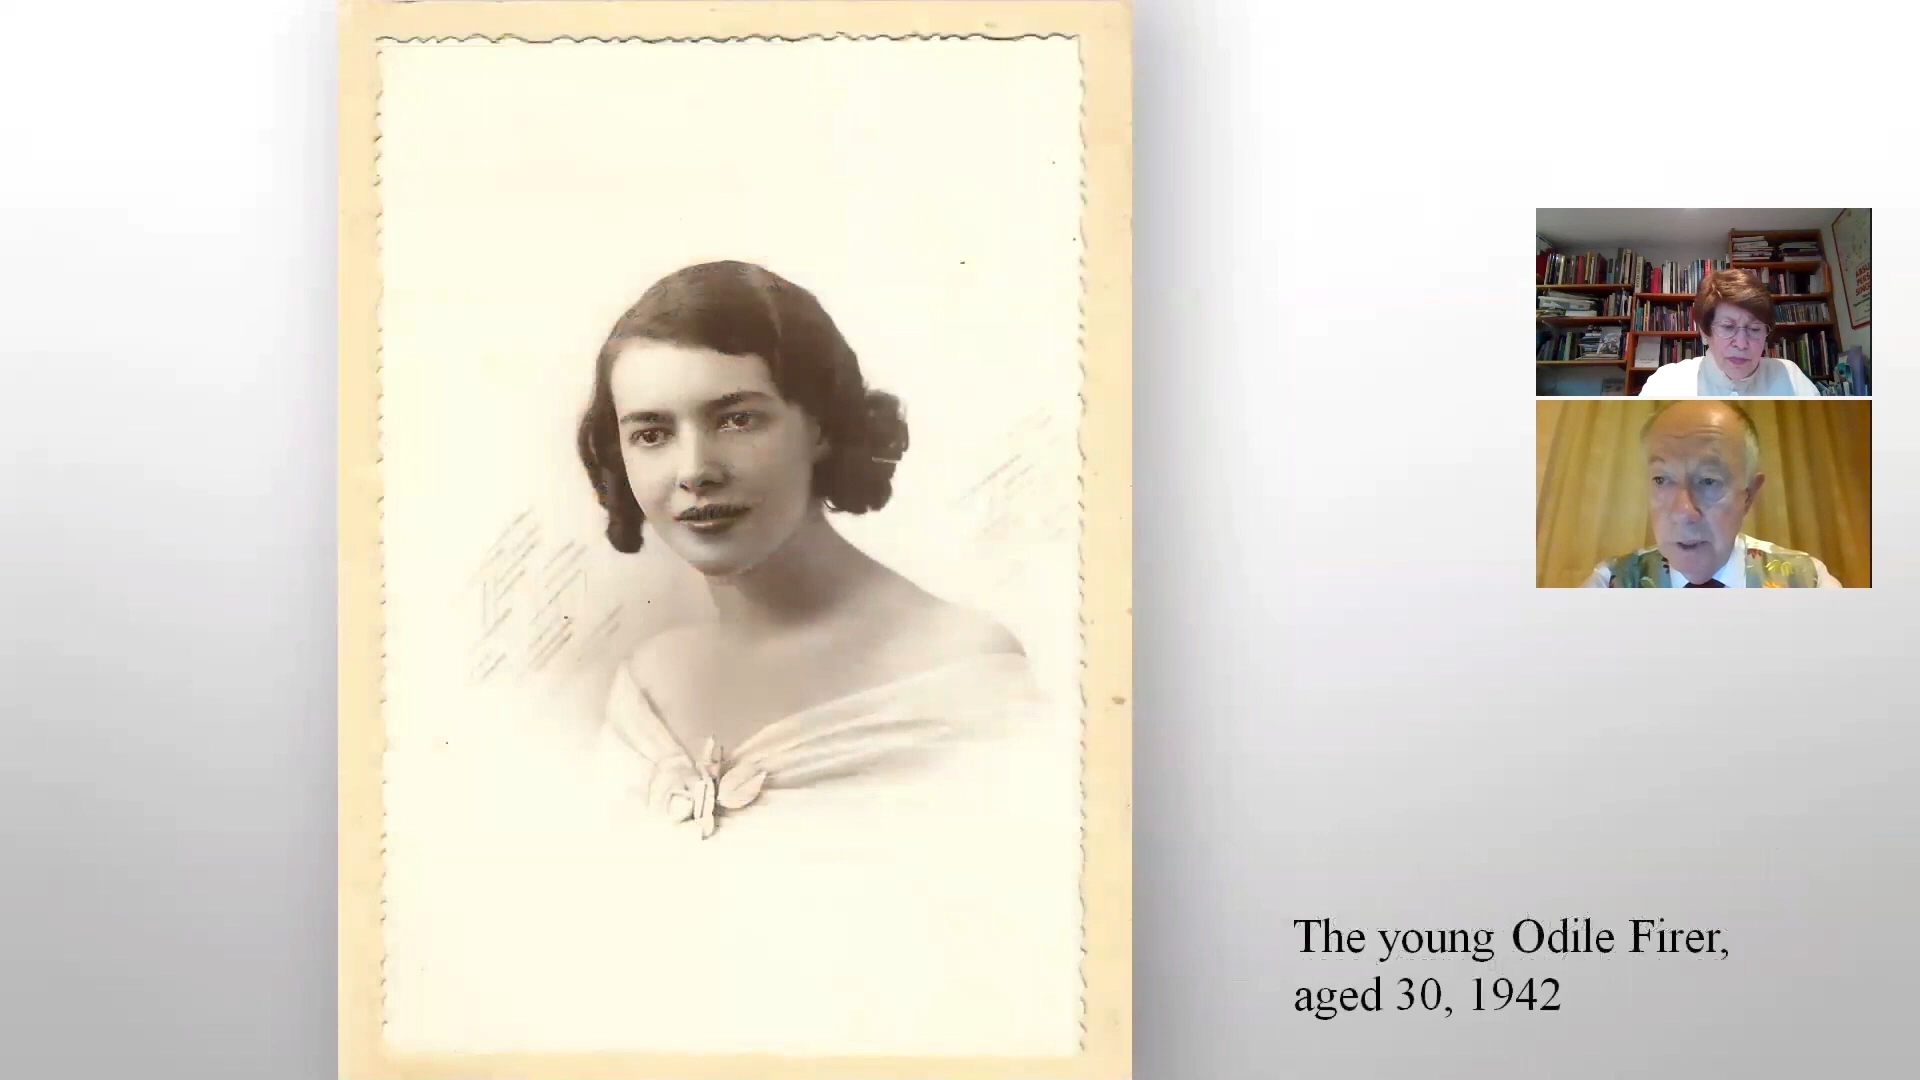 The young Odile Firer,
aged 30, 1942